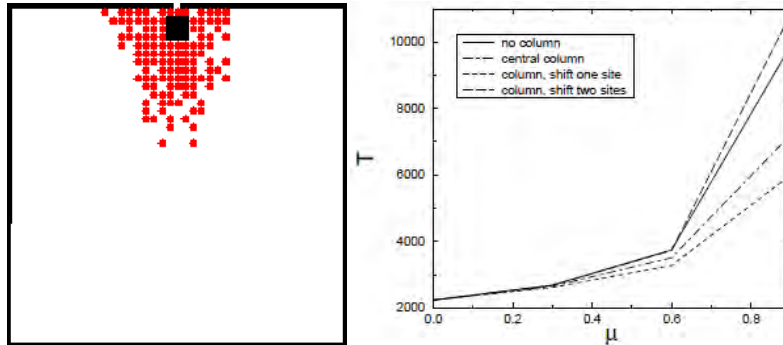 no column
central column
column, shift one site
column, shift two sites
10000
8000
6000
4000
2000
T
0.0
0.2
0.4
0.6
0.8
μ